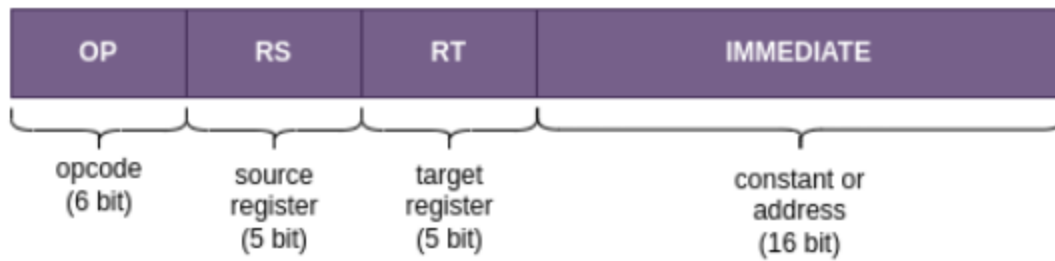 OP RS RT IMMEDIATE
opcode
(6 bit)
source
register
(5 bit)
target
register
(5 bit)
constant or
address
(16 bit)